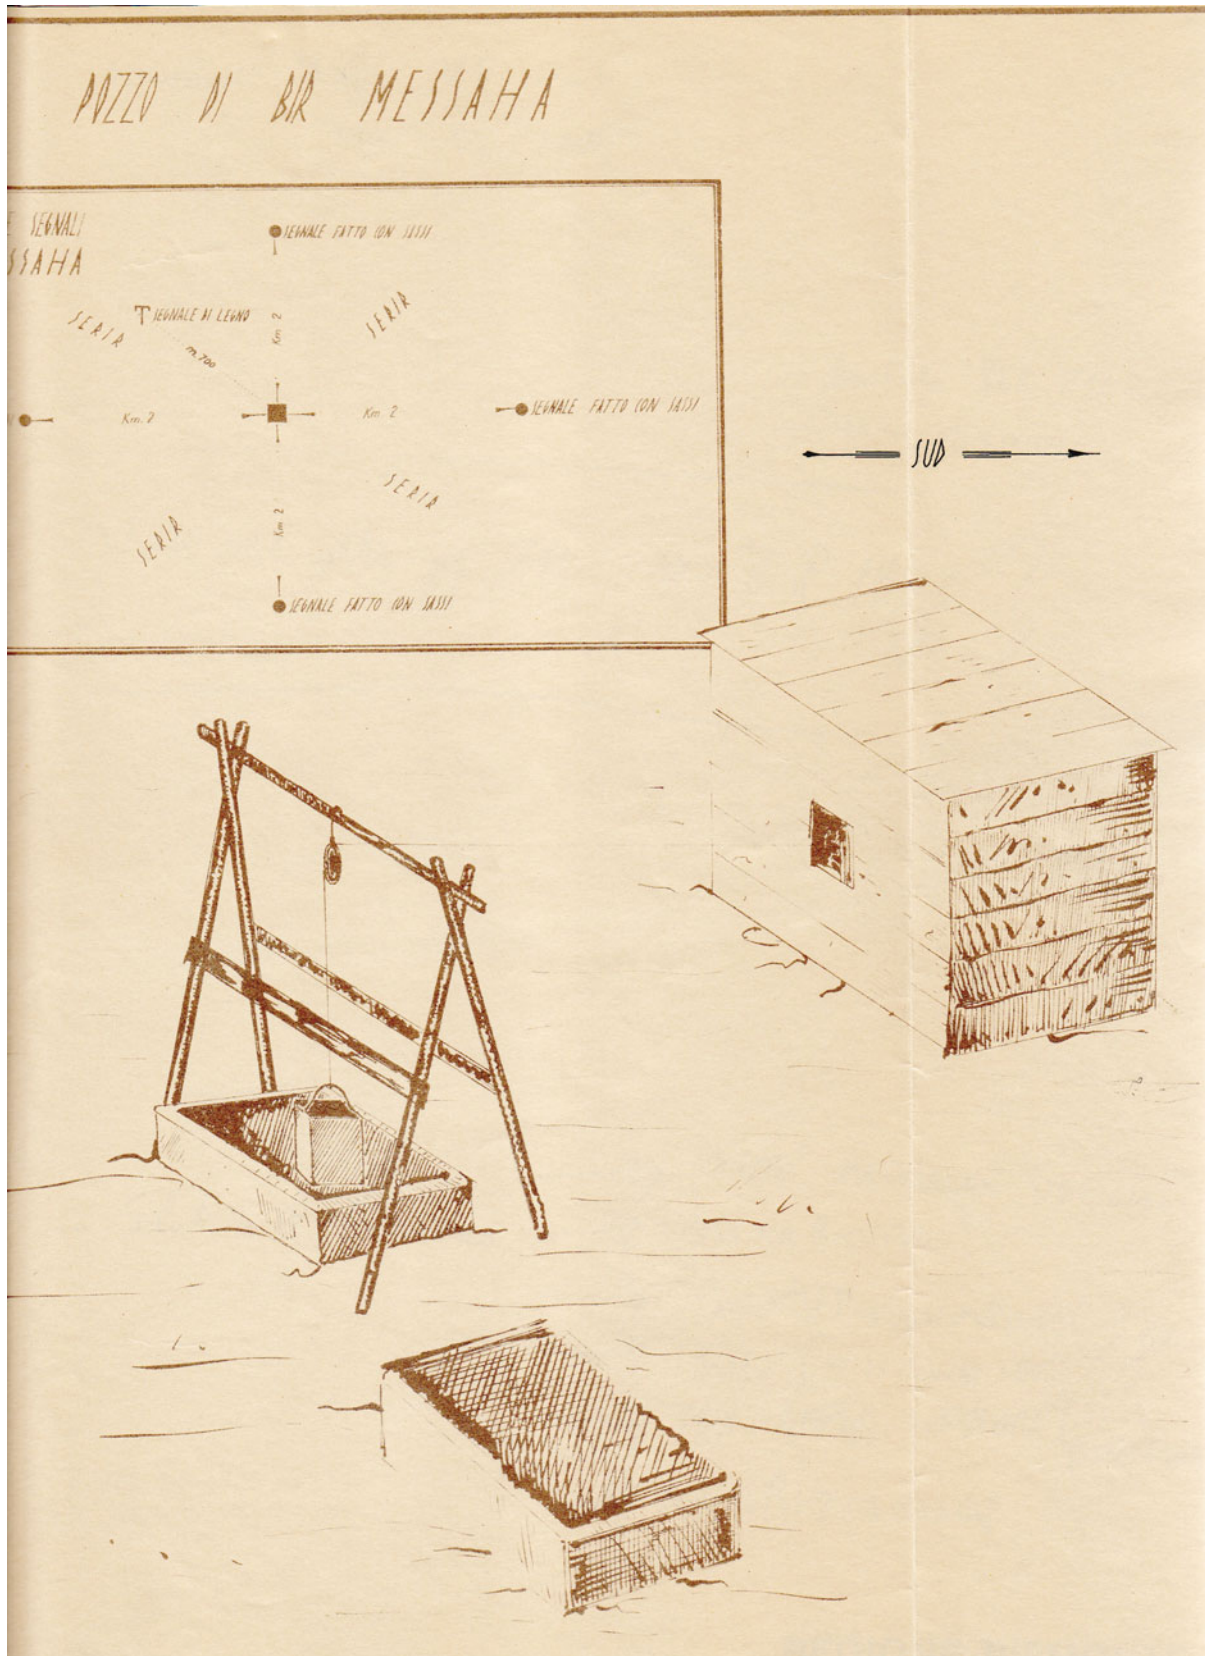 POZZO DI BIR MESSAHA
E SEGNALI
SSAHA
SEGNALE FATTO CON SASSI
SERIR
SEGNALE DI LEGNO
SERIR
m. 700
Km 2
Km. 2
Km. 2
SEGNALE FATTO CON SASSI
SUD
SERIR
SERIR
Km 2
SEGNALE FATTO CON SASSI